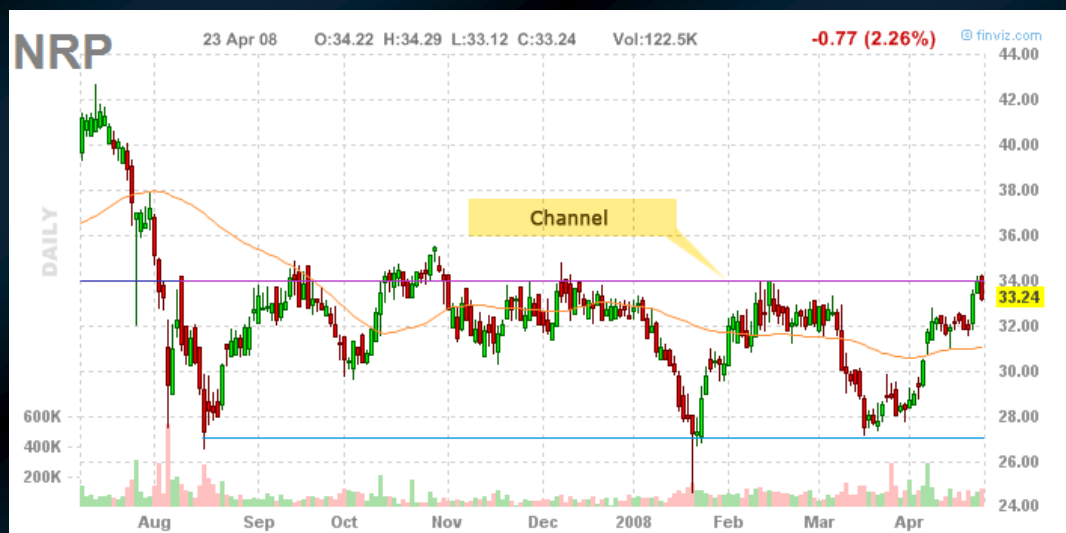 NRP 23 Apr 08 O:34.22 H:34.29 L:33.12 C:33.24 Vol:122.5K -0.77 (2.26%) finviz.com
44.00
42.00
40.00
38.00
DAILY
36.00
Channel
34.00
33.24
32.00
30.00
600K 28.00
400K
26.00
200K
24.00
Aug Sep Oct Nov Dec 2008 Feb Mar Apr